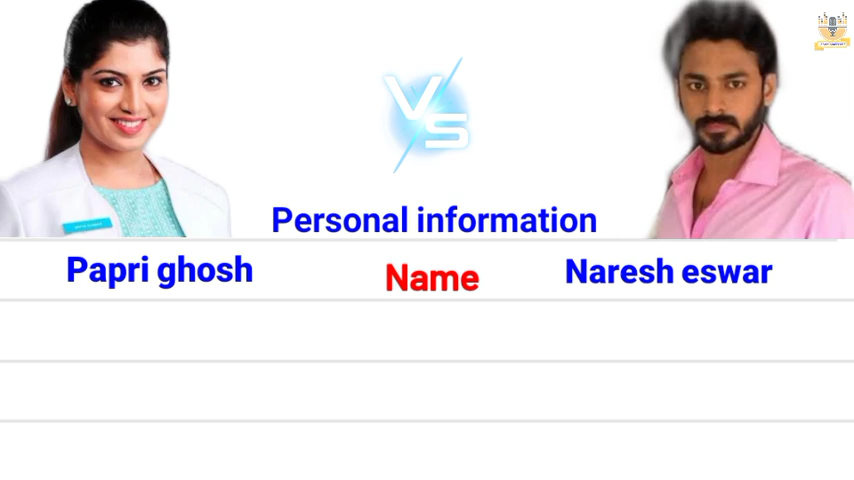 VS
Personal information
Papri ghosh
Name
Naresh eswar